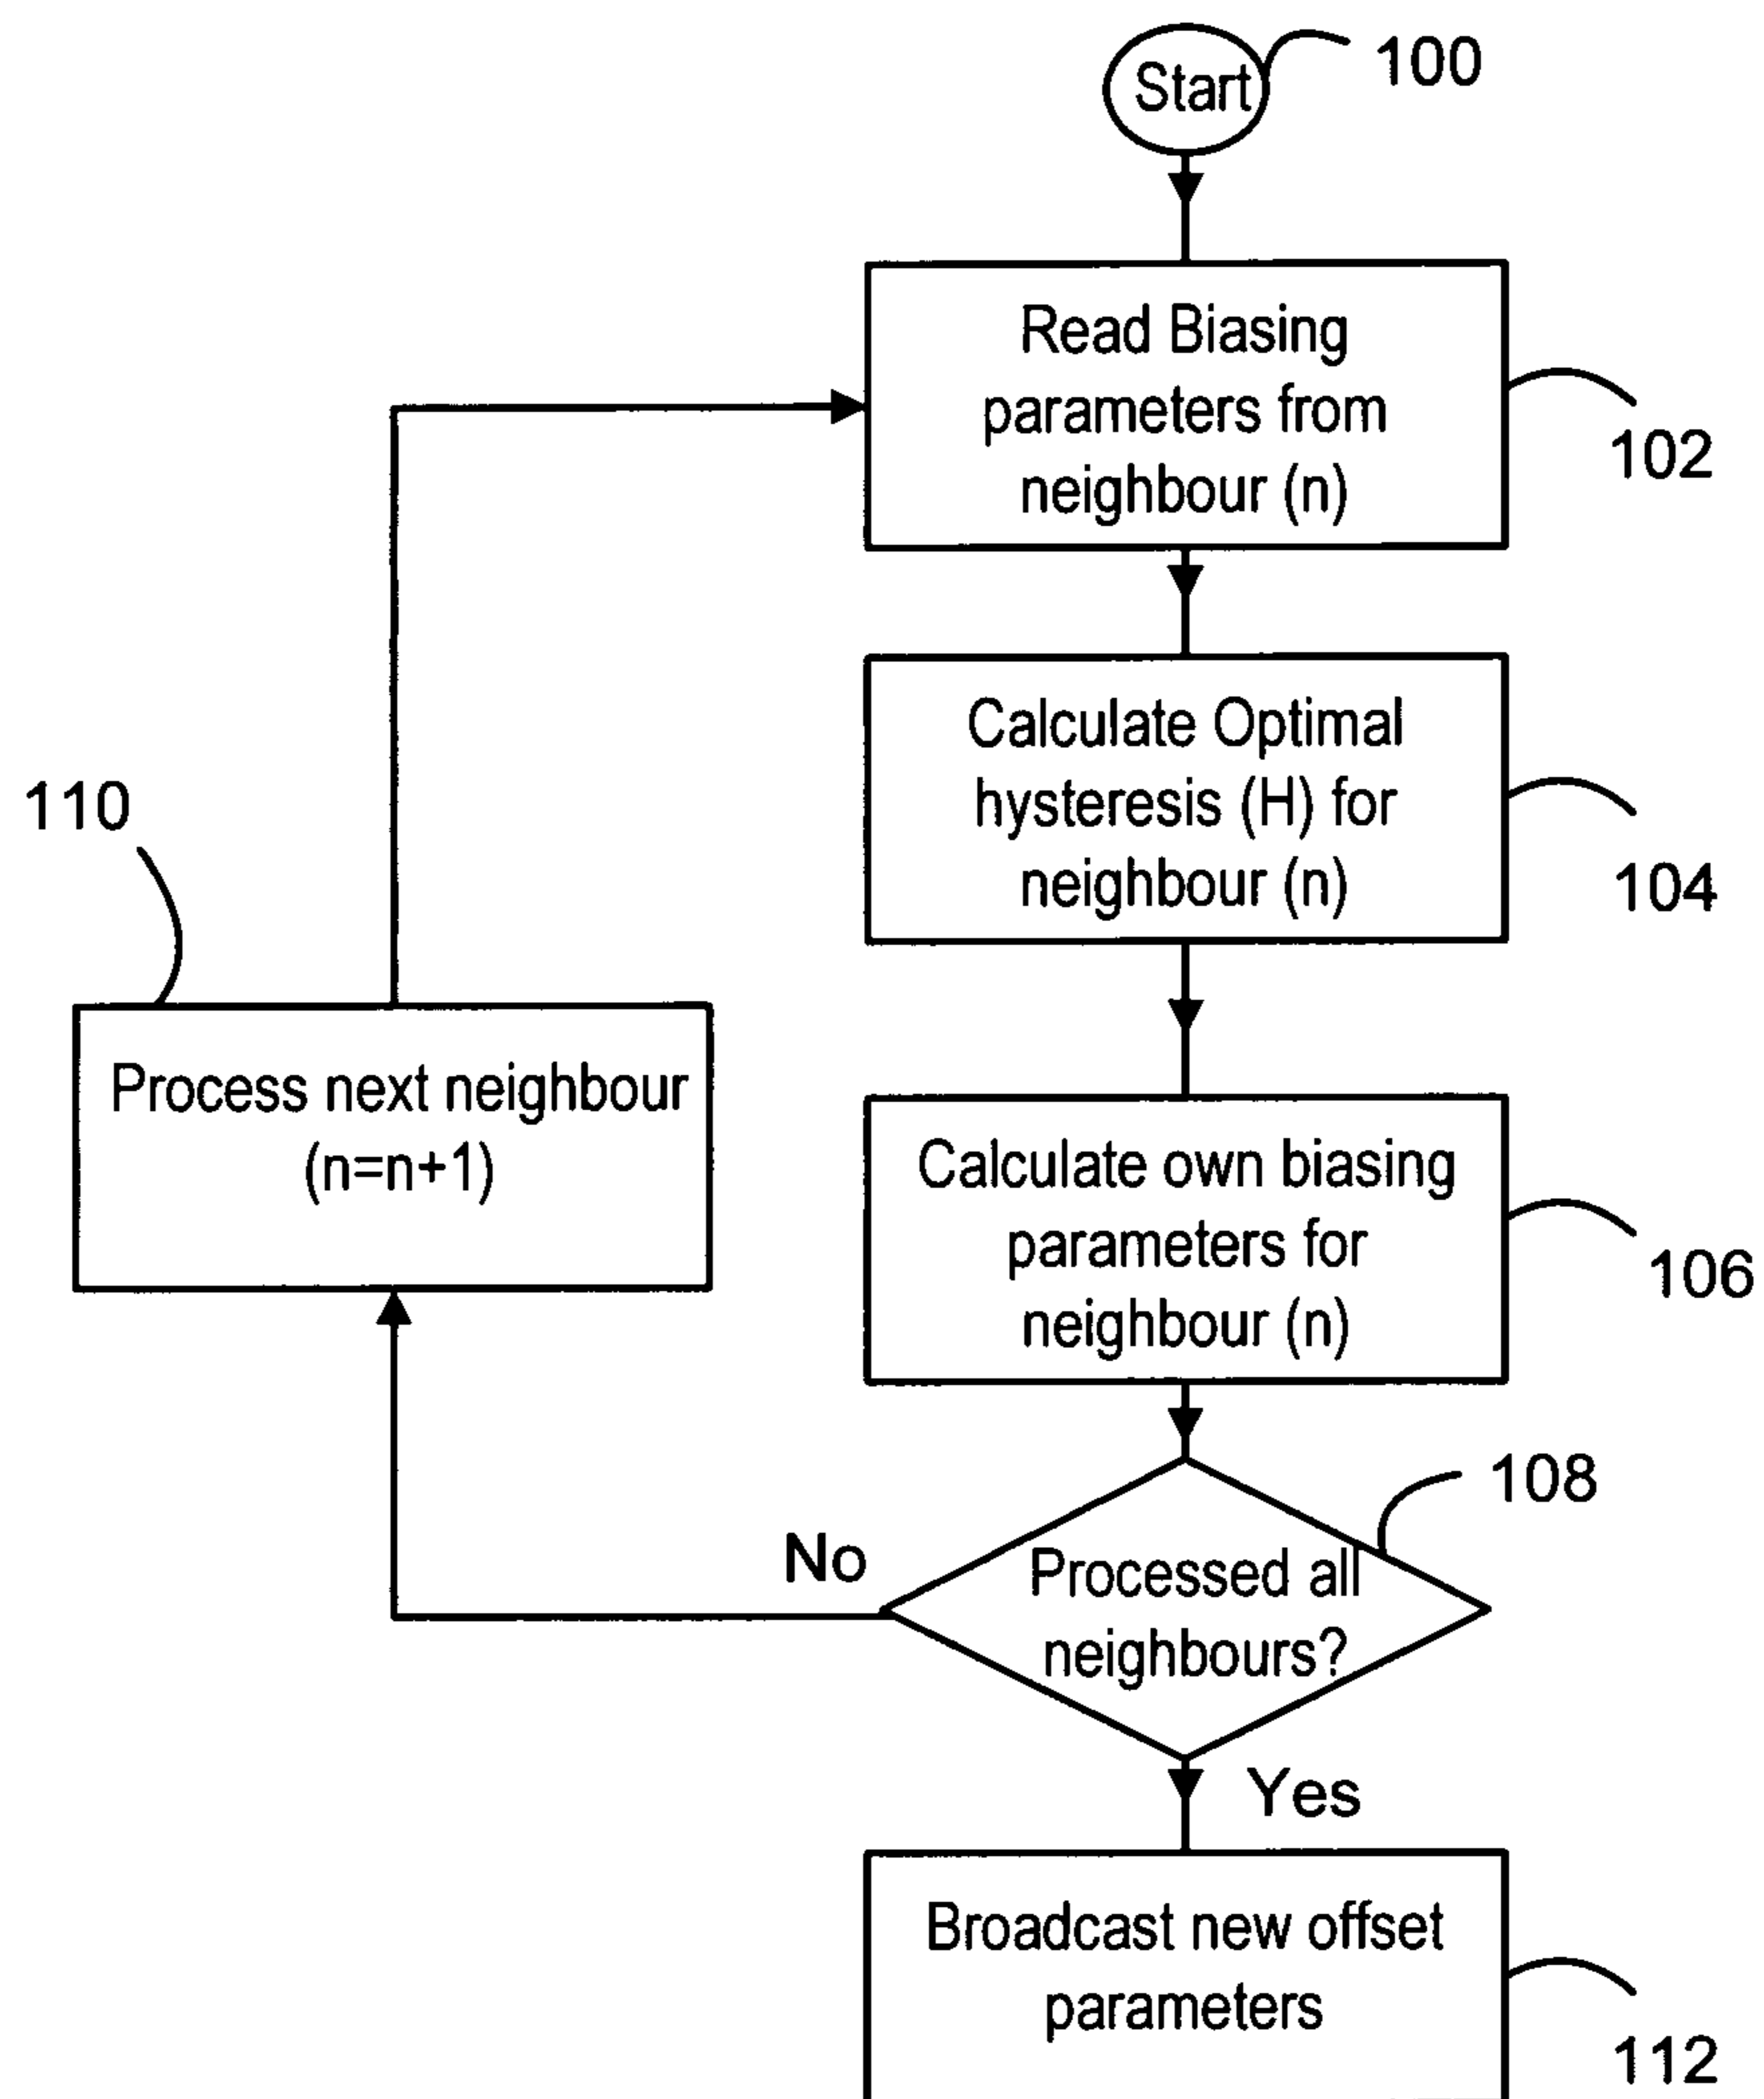 Start
100
Read Biasing
parameters from
neighbour (n)
102
Calculate Optimal
hysteresis (H) for
neighbour (n)
104
110
Process next neighbour
(n=n+1)
Calculate own biasing
parameters for
neighbour (n)
106
108
No
Processed all
neighbours?
Yes
Broadcast new offset
parameters
112